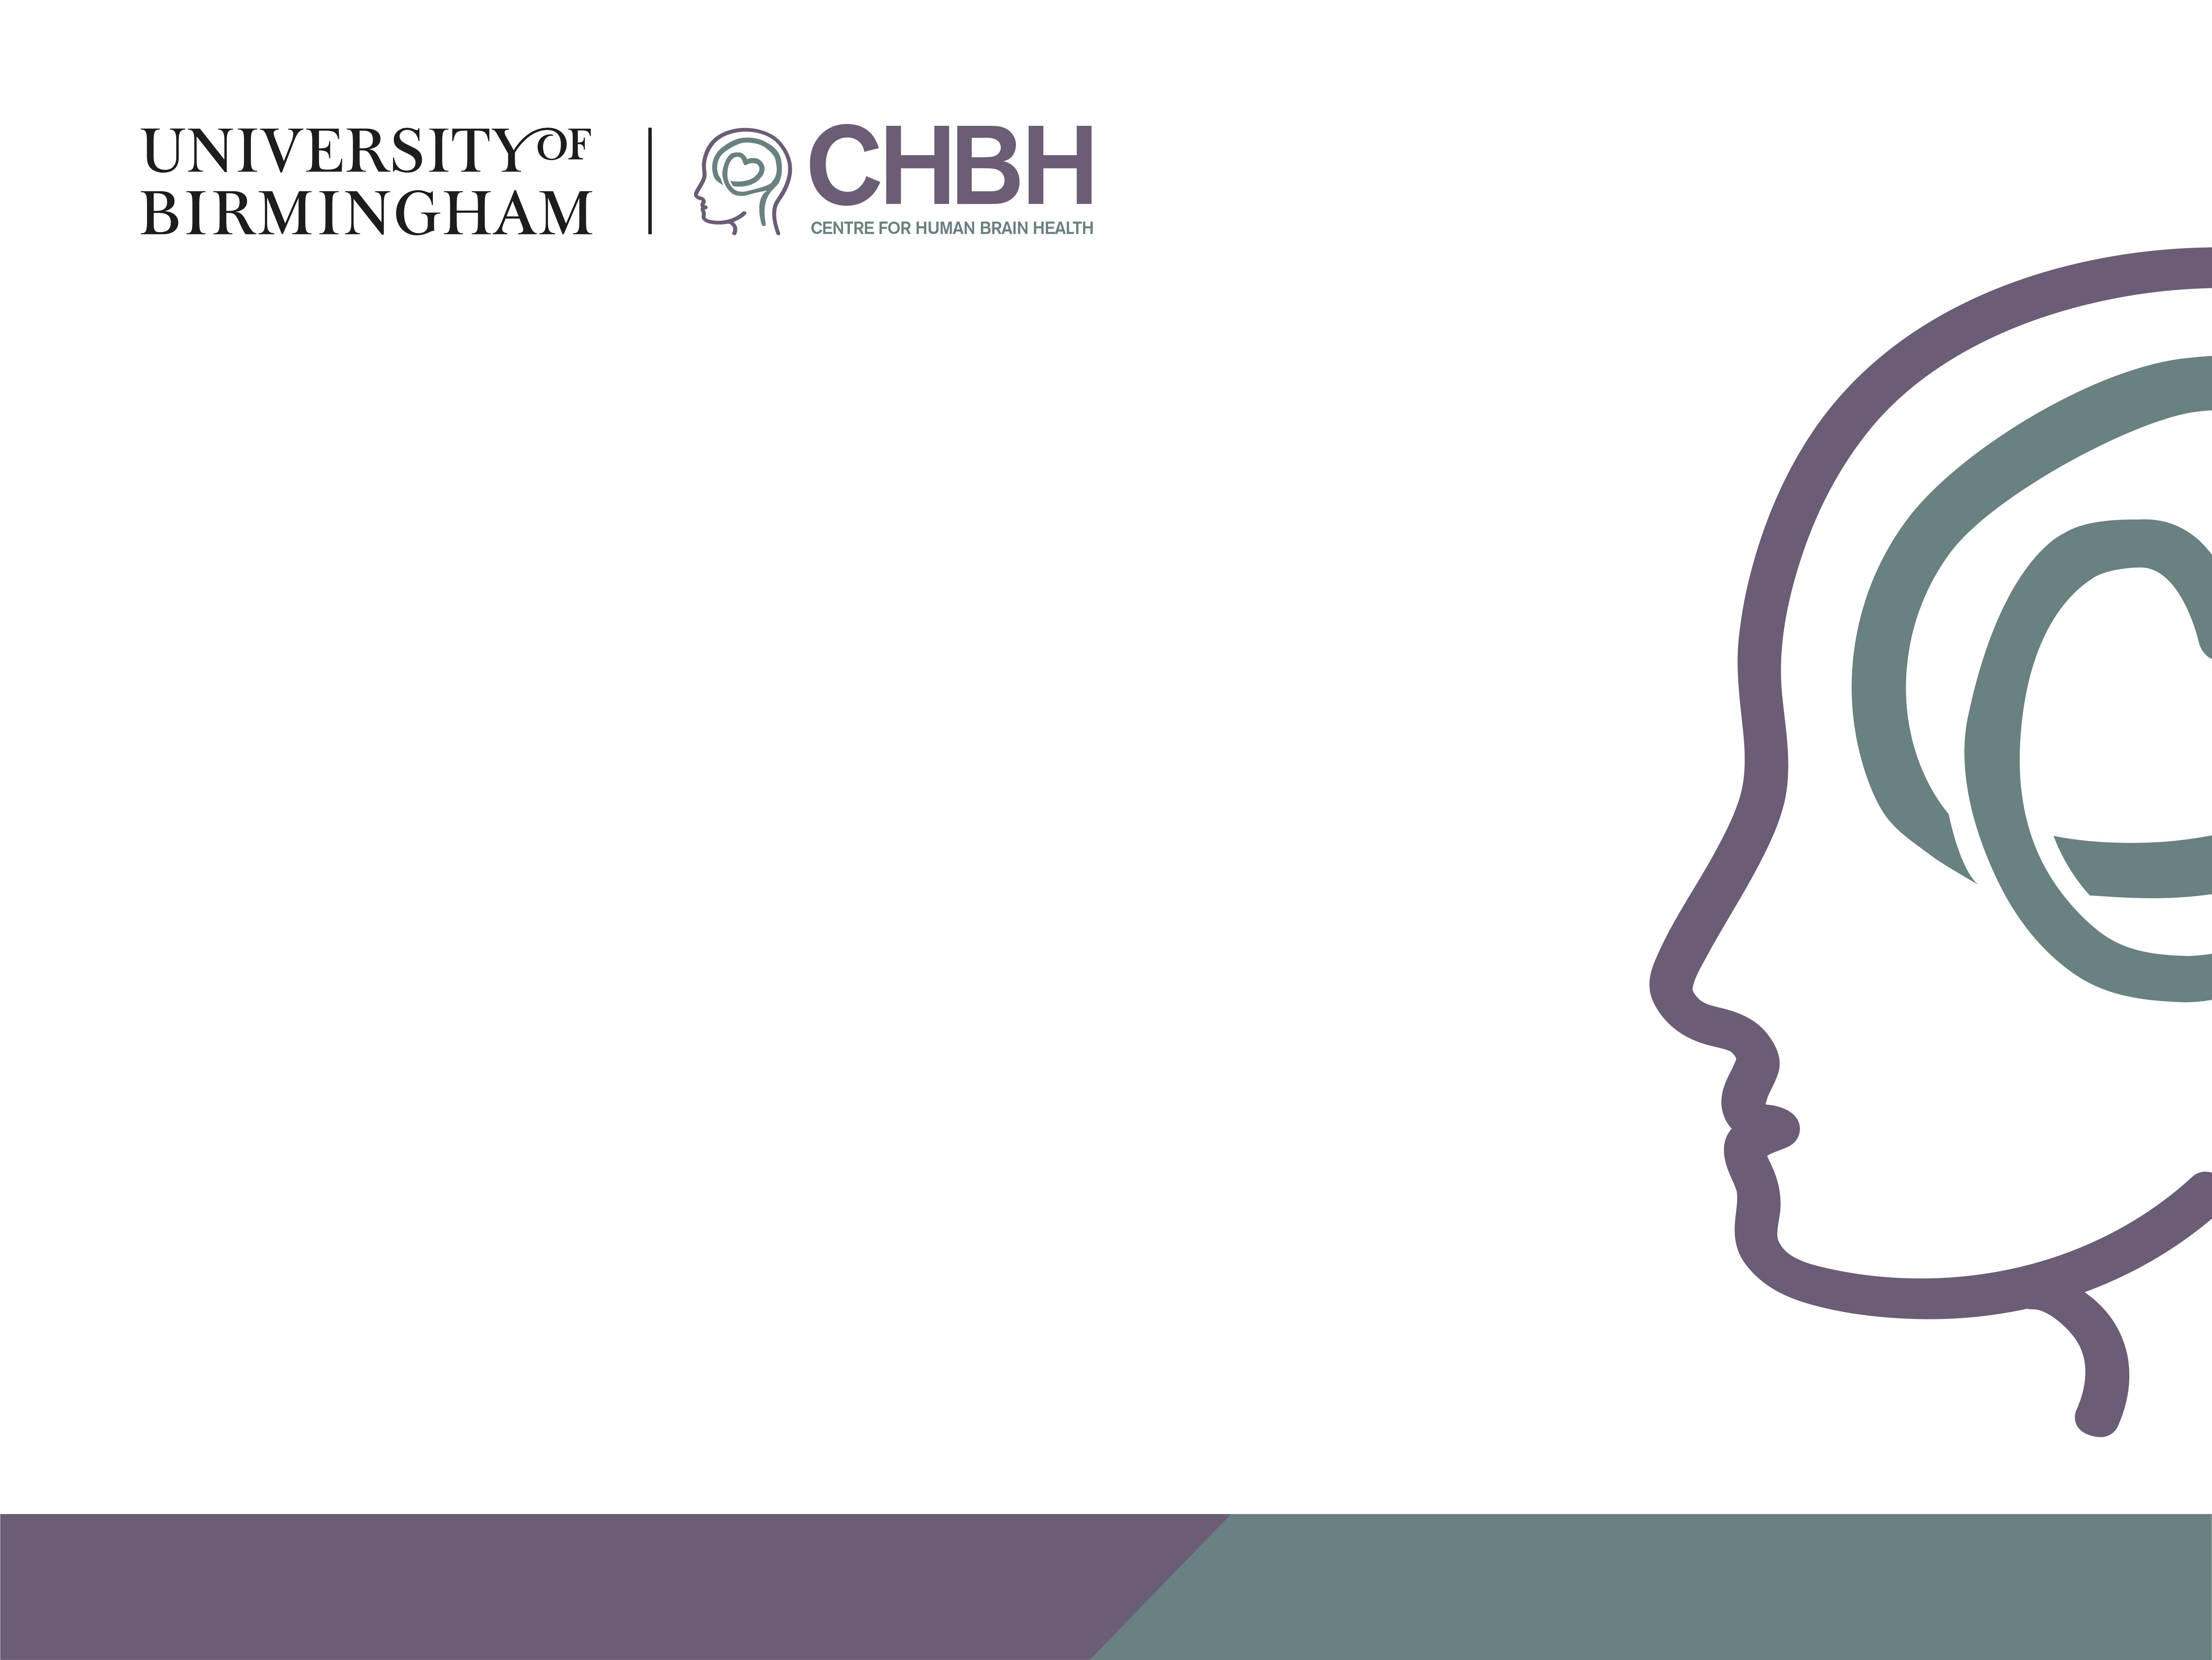 UNIVERSITY OF
BIRMINGHAM
CHBH
CENTRE FOR HUMAN BRAIN HEALTH